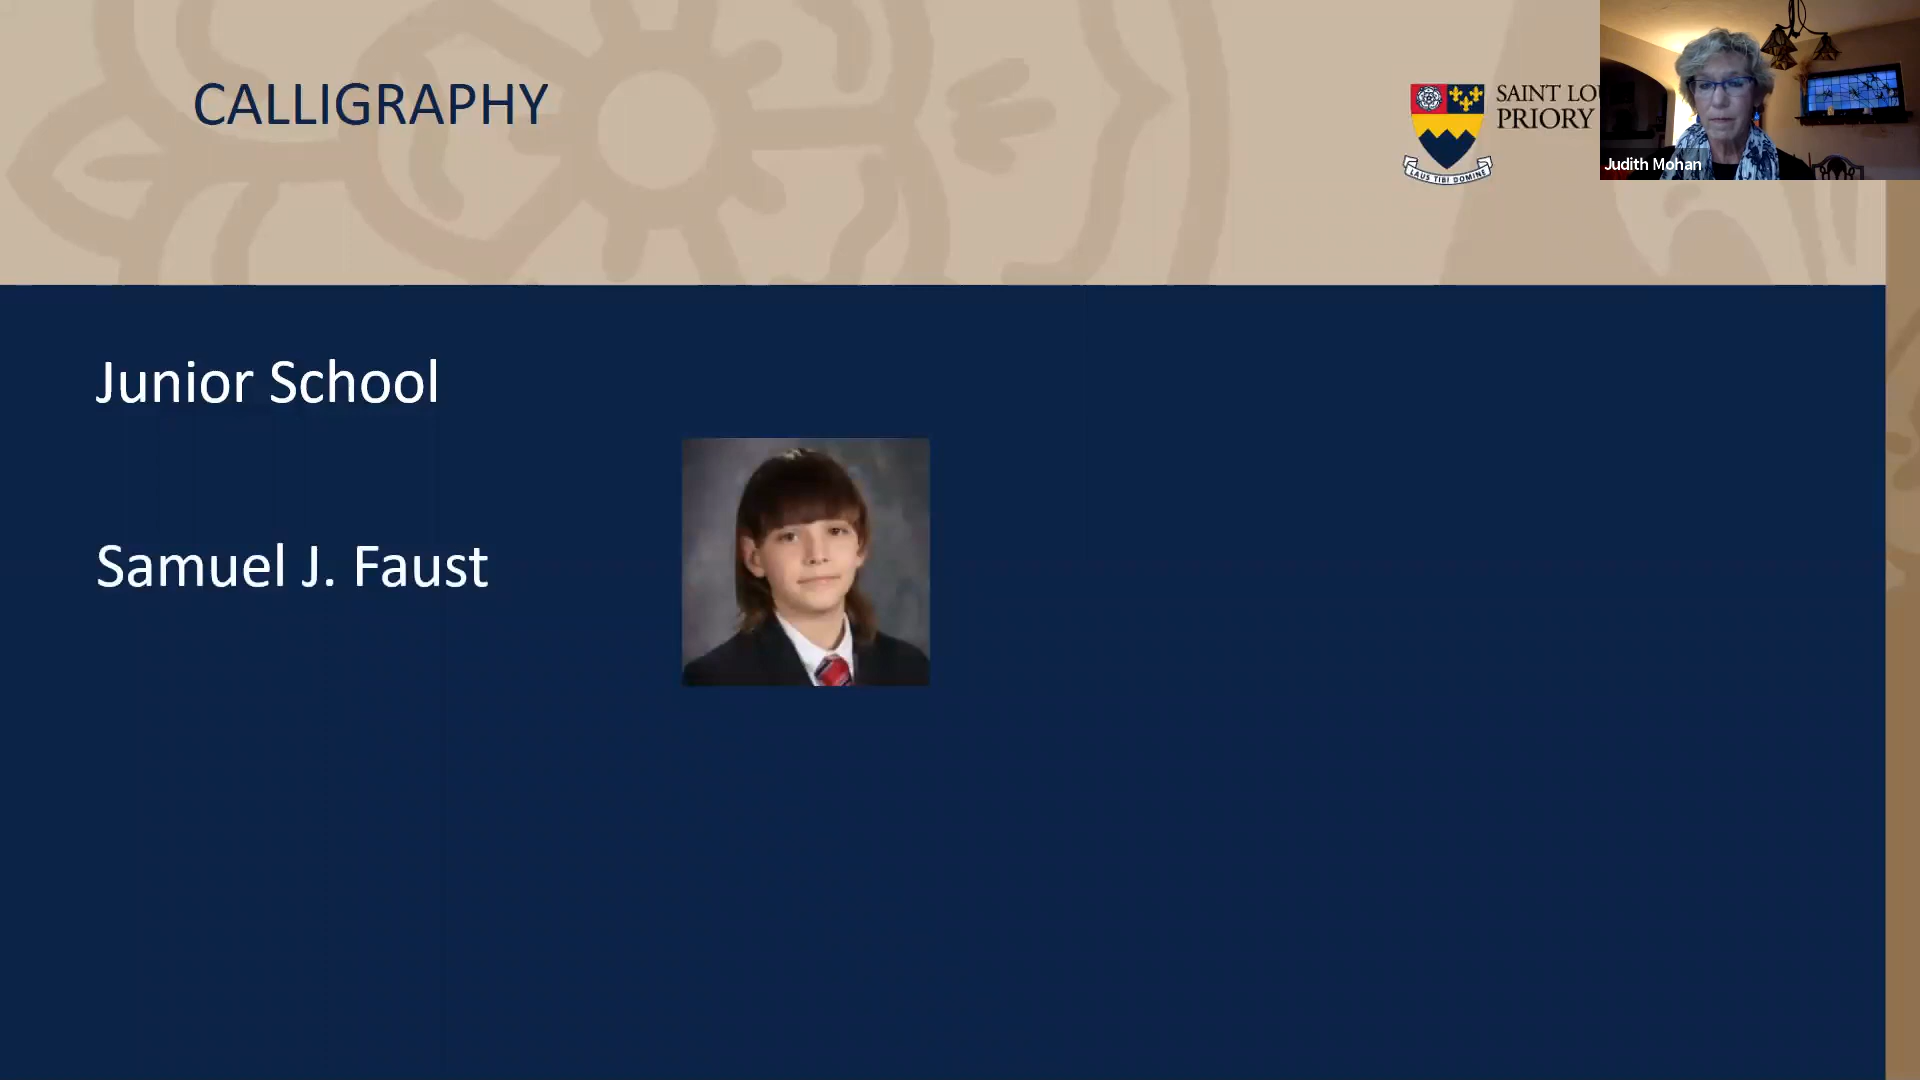 CALLIGRAPHY
SAINT LO
PRIORY
LAUS TIBI DOMINE
Judith Mohan
Junior School
Samuel J. Faust